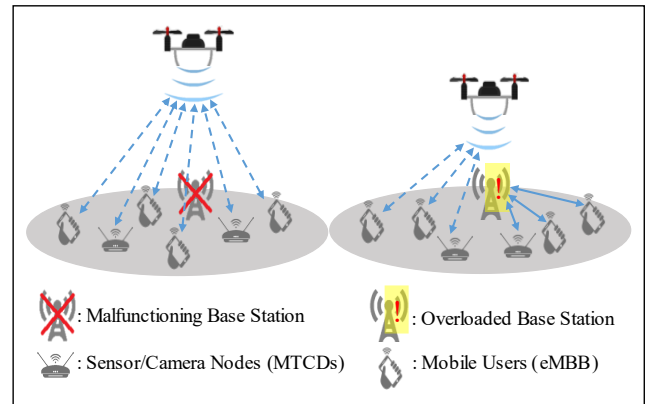 : Malfunctioning Base Station
: Overloaded Base Station
: Sensor/Camera Nodes (MTCDs)
: Mobile Users (eMBB)